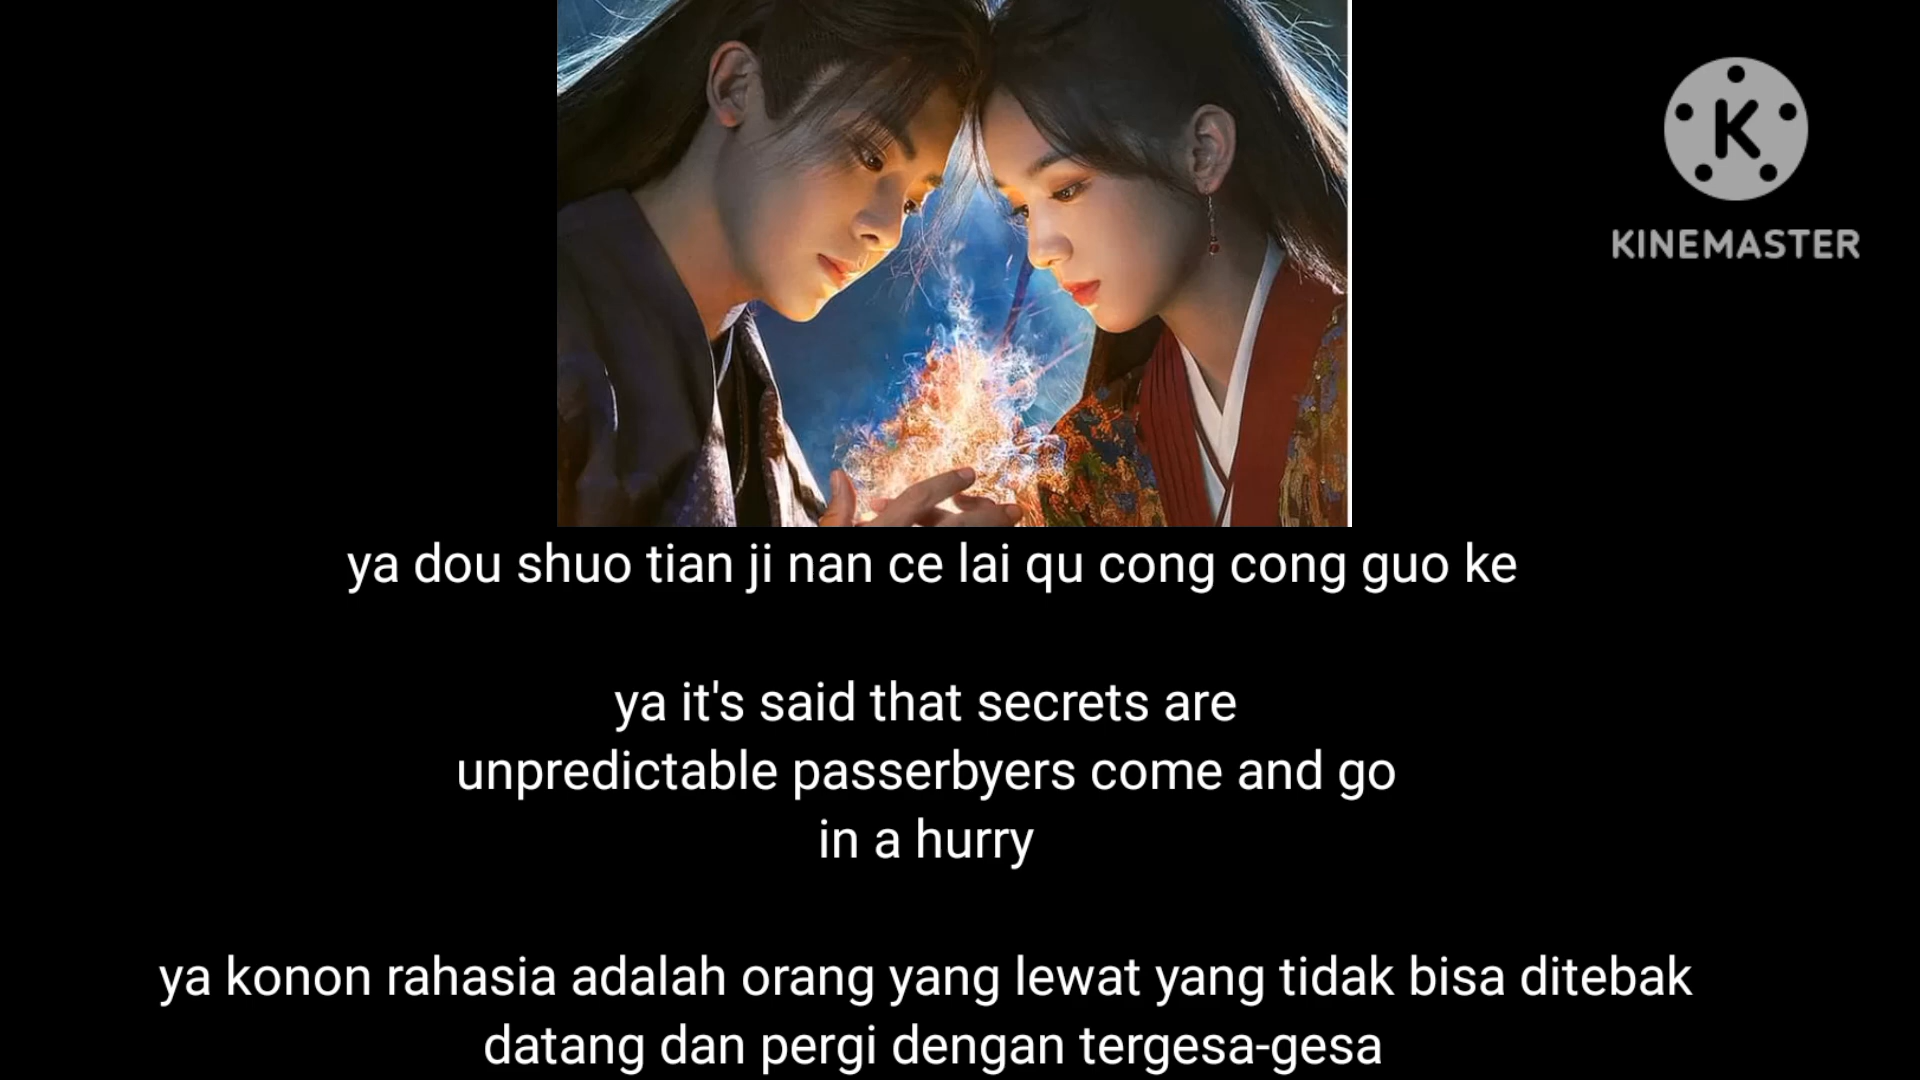 K
KINEMASTER
ya dou shuo tian ji nan ce lai qu cong cong guo ke
ya it's said that secrets are
unpredictable passerbyers come and go
in a hurry
ya konon rahasia adalah orang yang lewat yang tidak bisa ditebak
datang dan pergi dengan tergesa-gesa